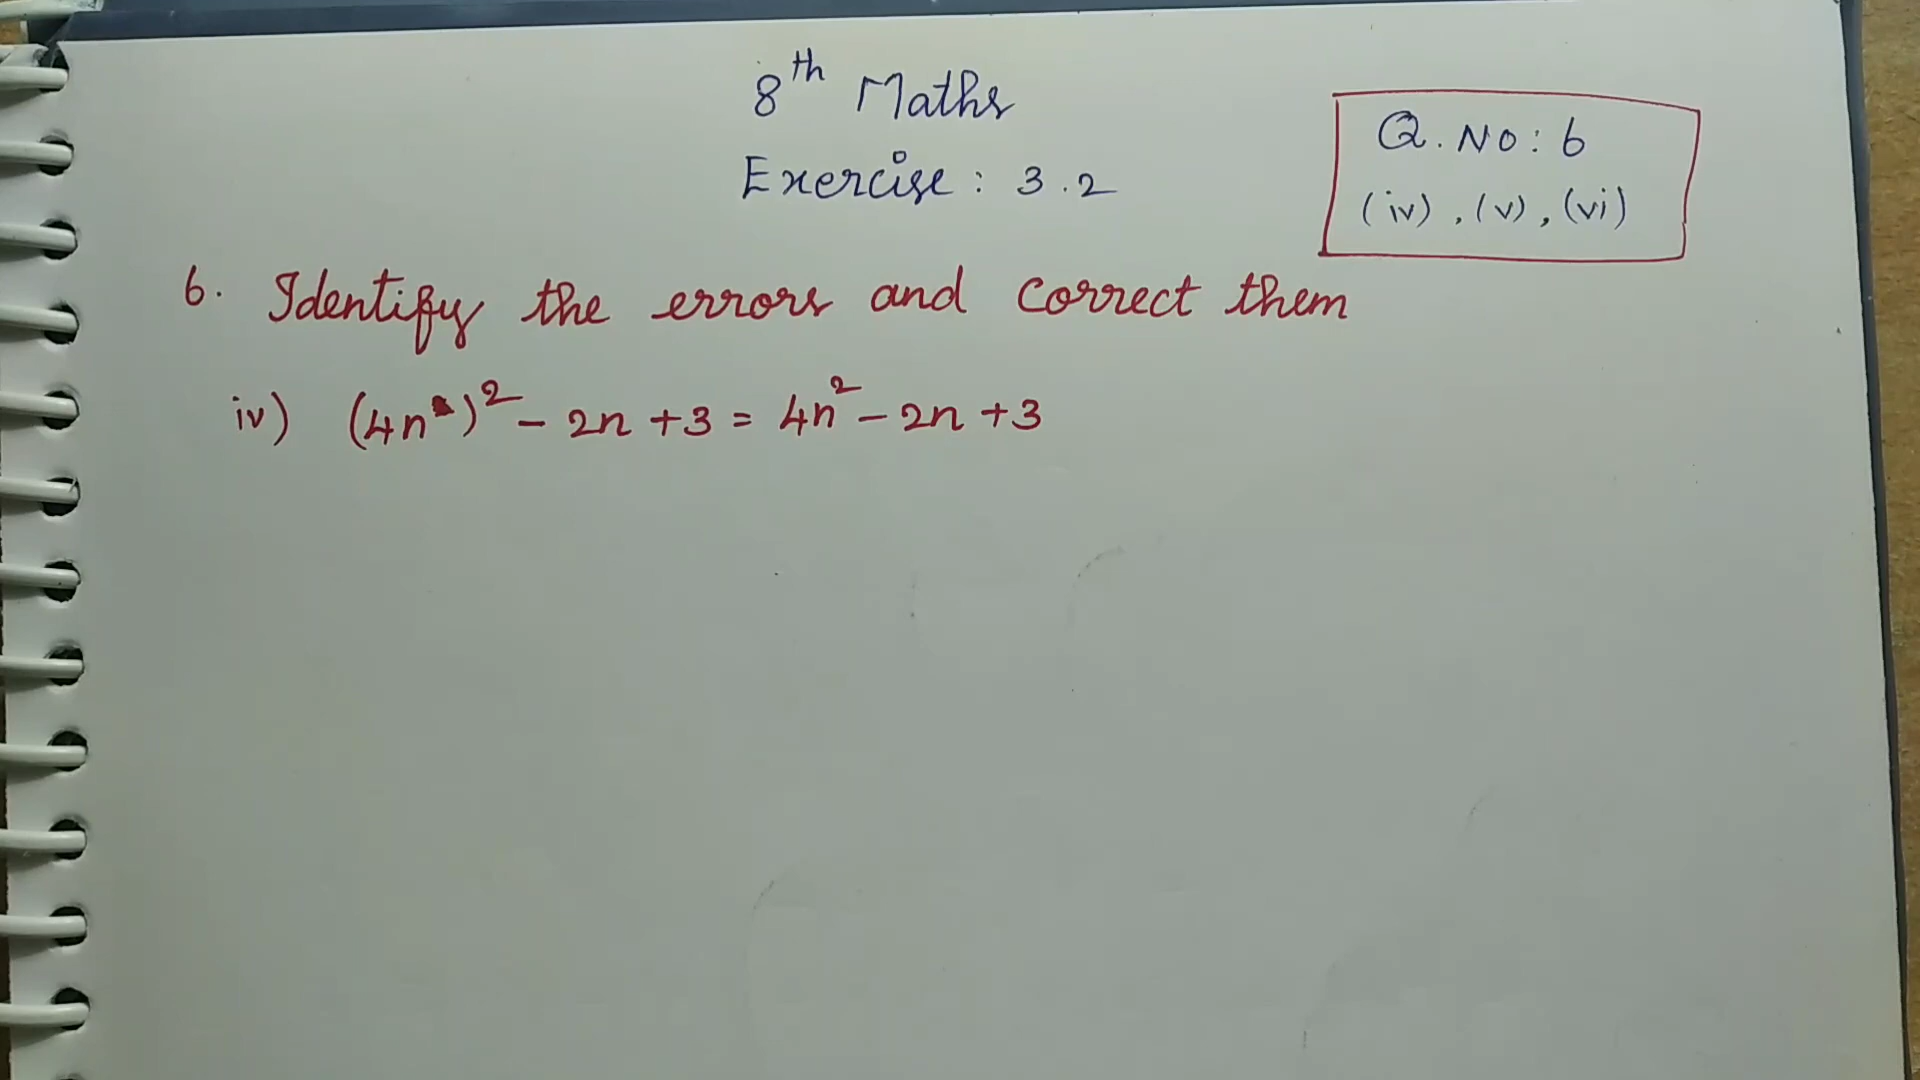 8th Maths
Exercise : 3.2
Q. No : 6
(iv), (v), (vi)
6. Identify the errors and correct them
iv) (4n)² - 2n + 3 = 4n² - 2n + 3